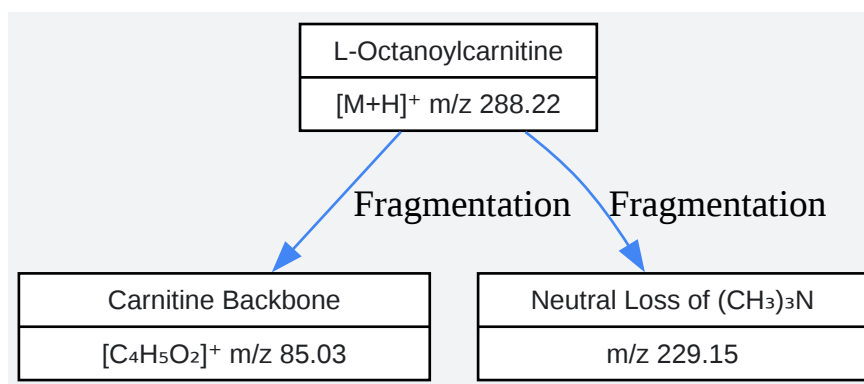 L-Octanoylcarnitine
[M+H]⁺ m/z 288.22
Fragmentation
Fragmentation
Carnitine Backbone
[C₄H₅O₂]⁺ m/z 85.03
Neutral Loss of (CH₃)₃N
m/z 229.15